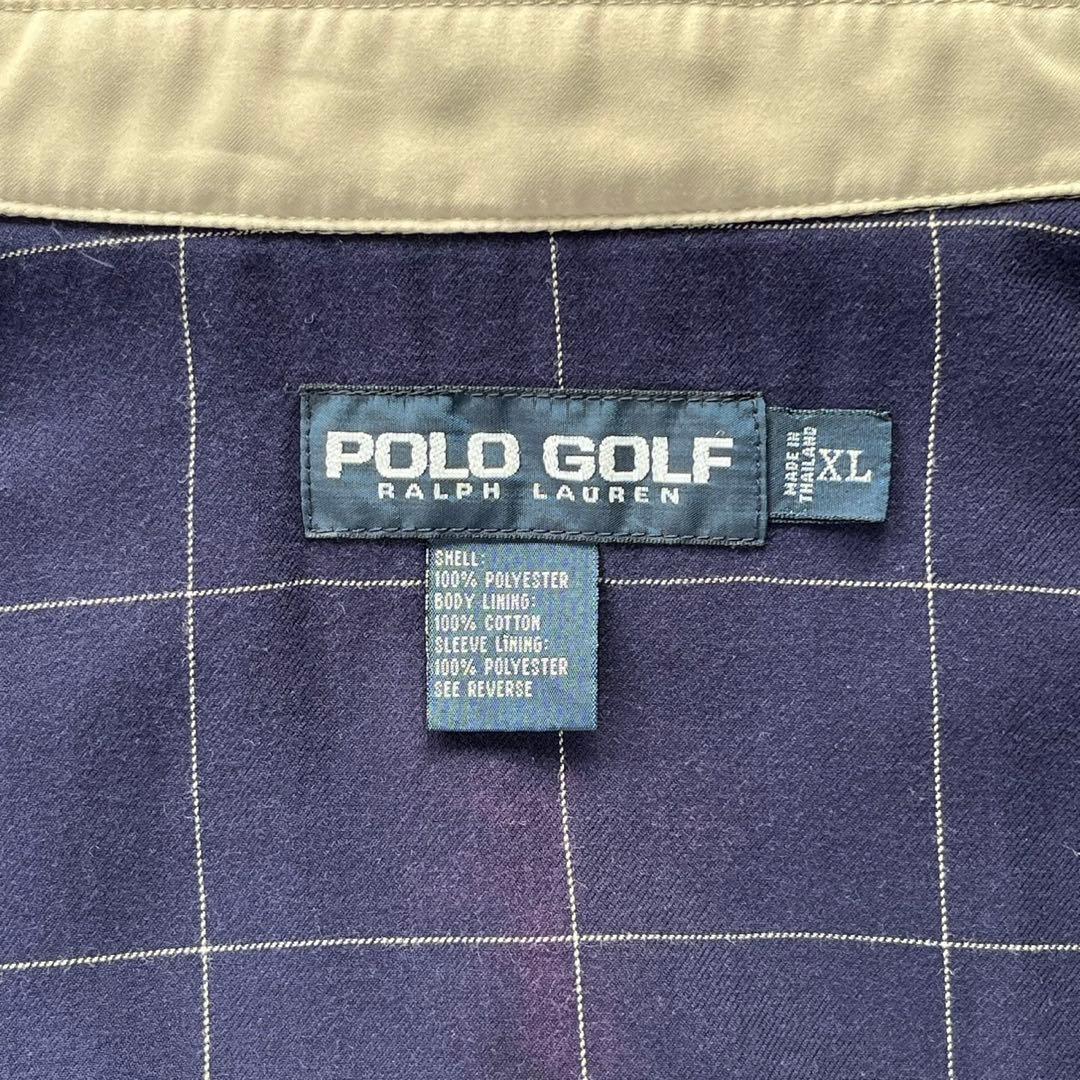 POLO GOLF
RALPH LAUREN
MADE IN
THAILAND
XL
SHELL:
100% POLYESTER
BODY LINING:
100% COTTON
SLEEVE LINING:
100% POLYESTER
SEE REVERSE